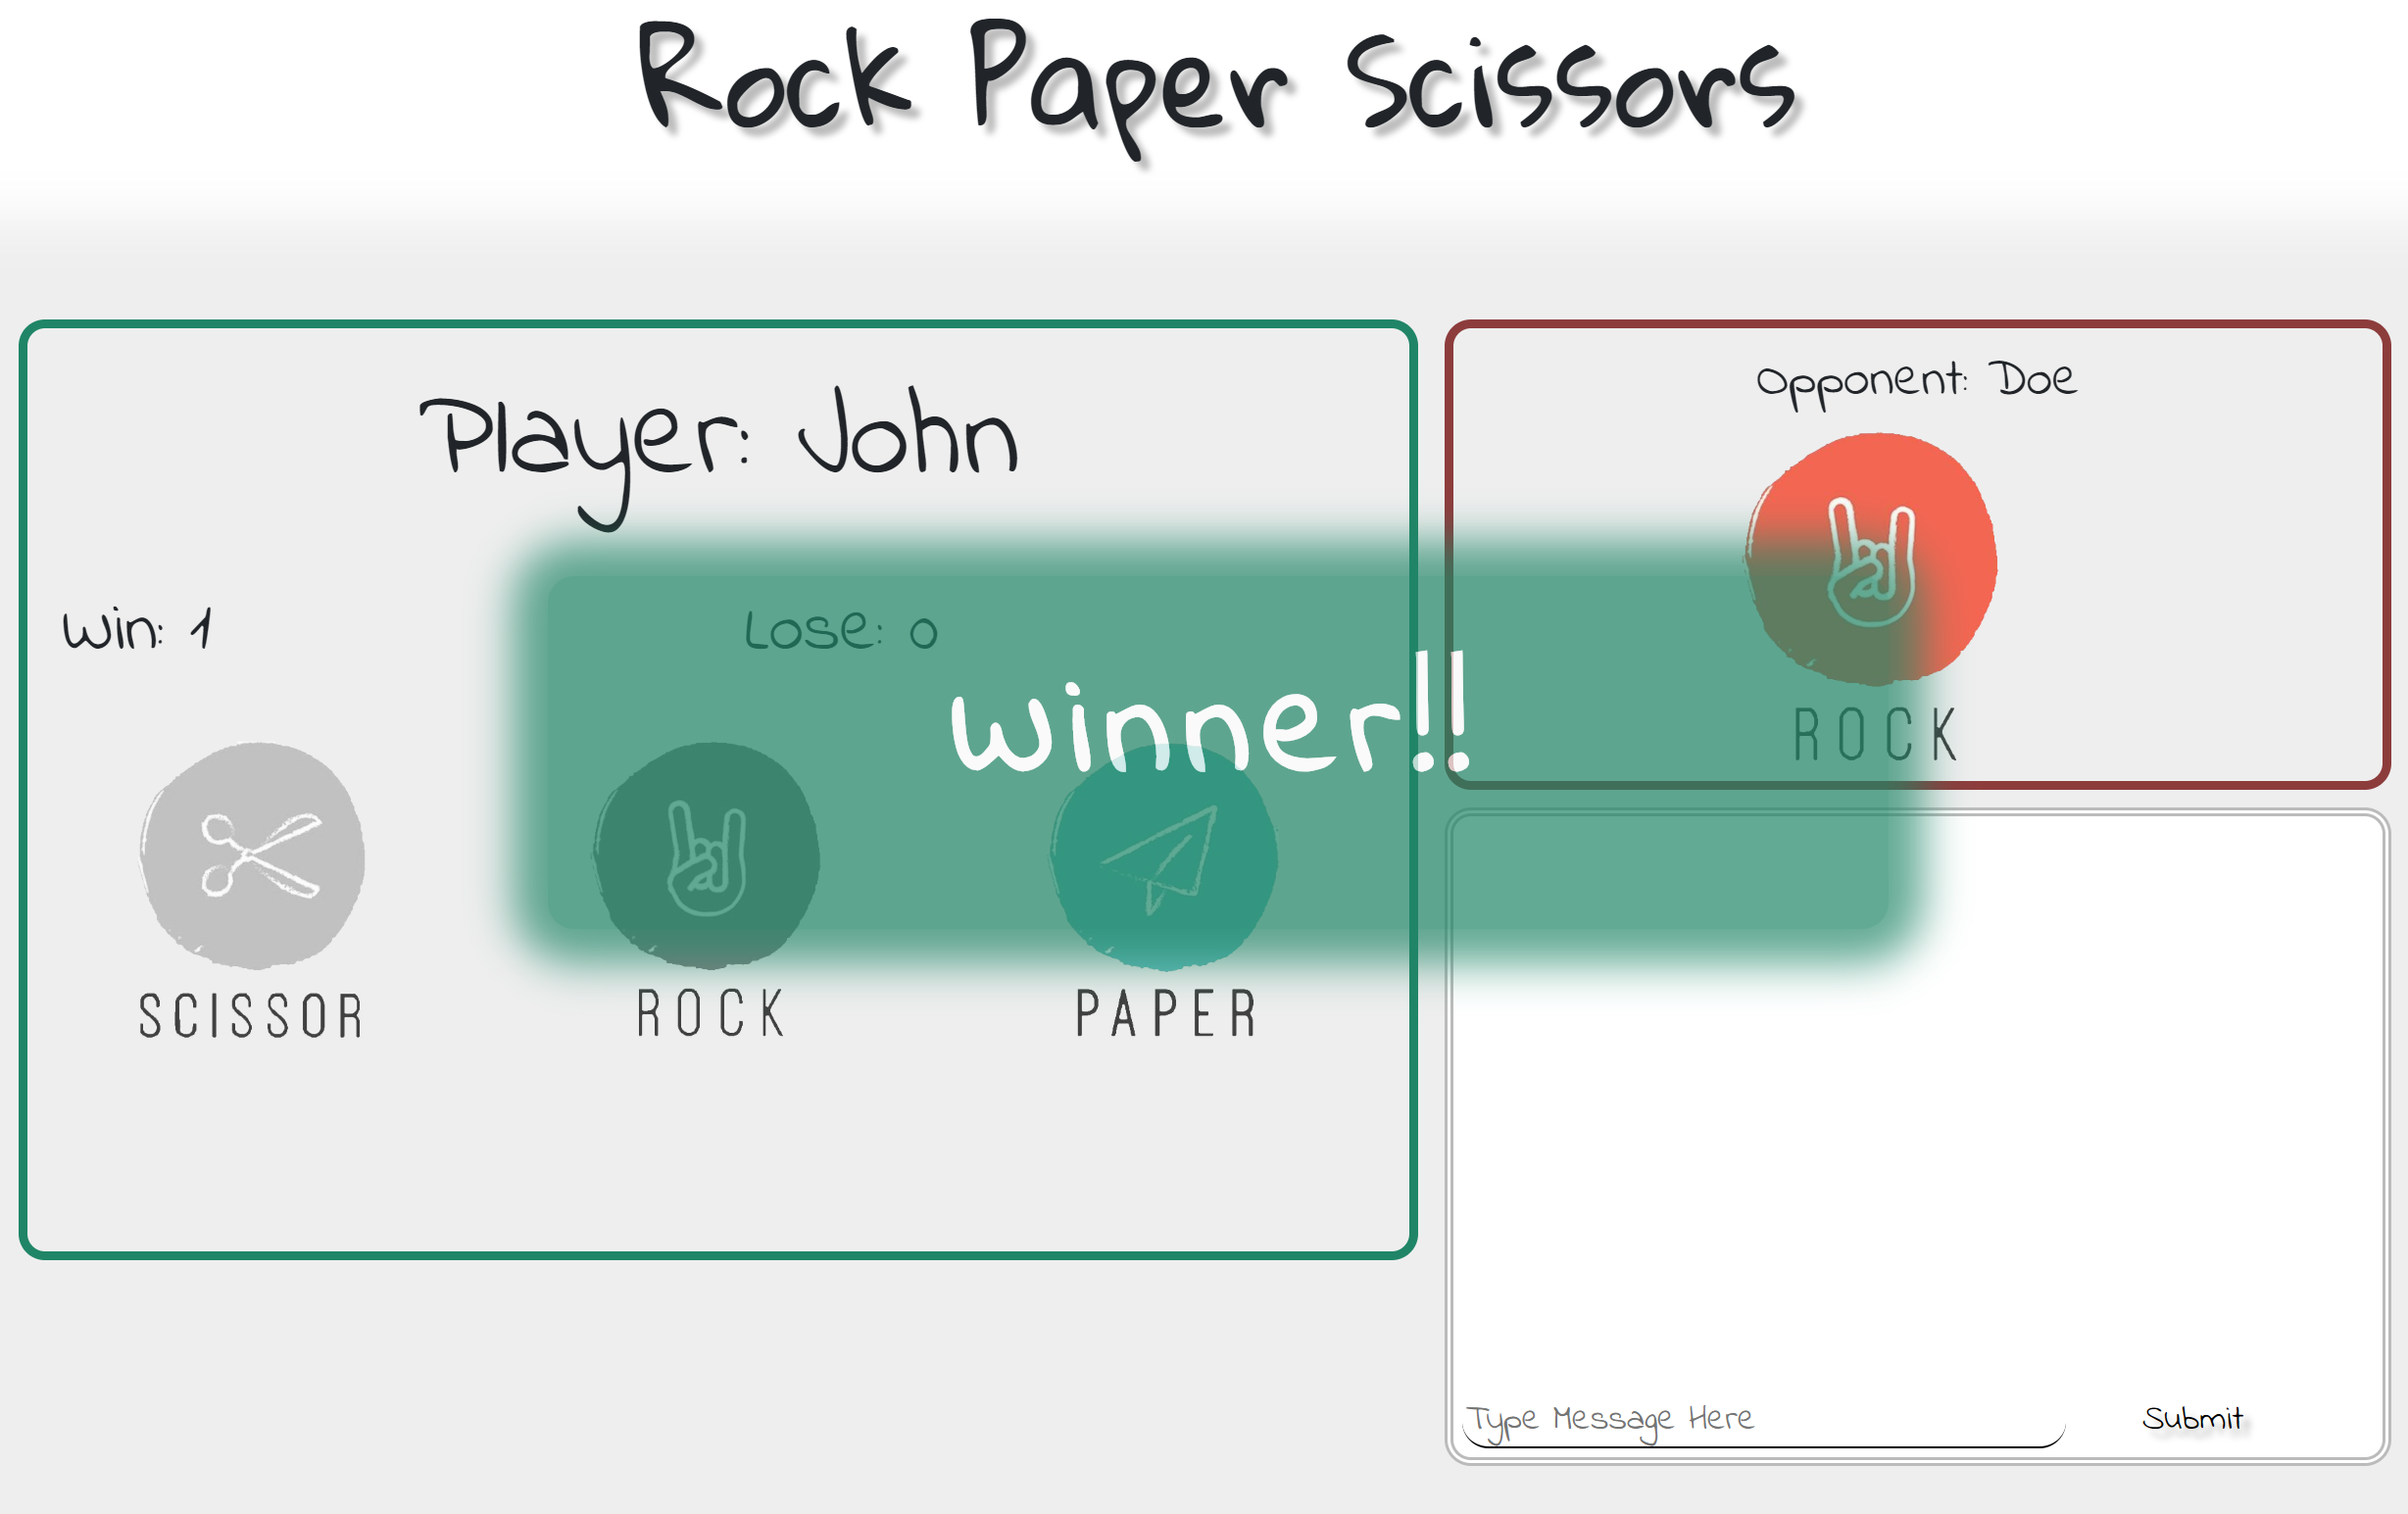 Rock Paper Scissors
Player: John
Win: 1
Lose: 0
SCISSOR
ROCK
PAPER
Opponent: Doe
ROCK
Winner!!
Type Message Here
Submit